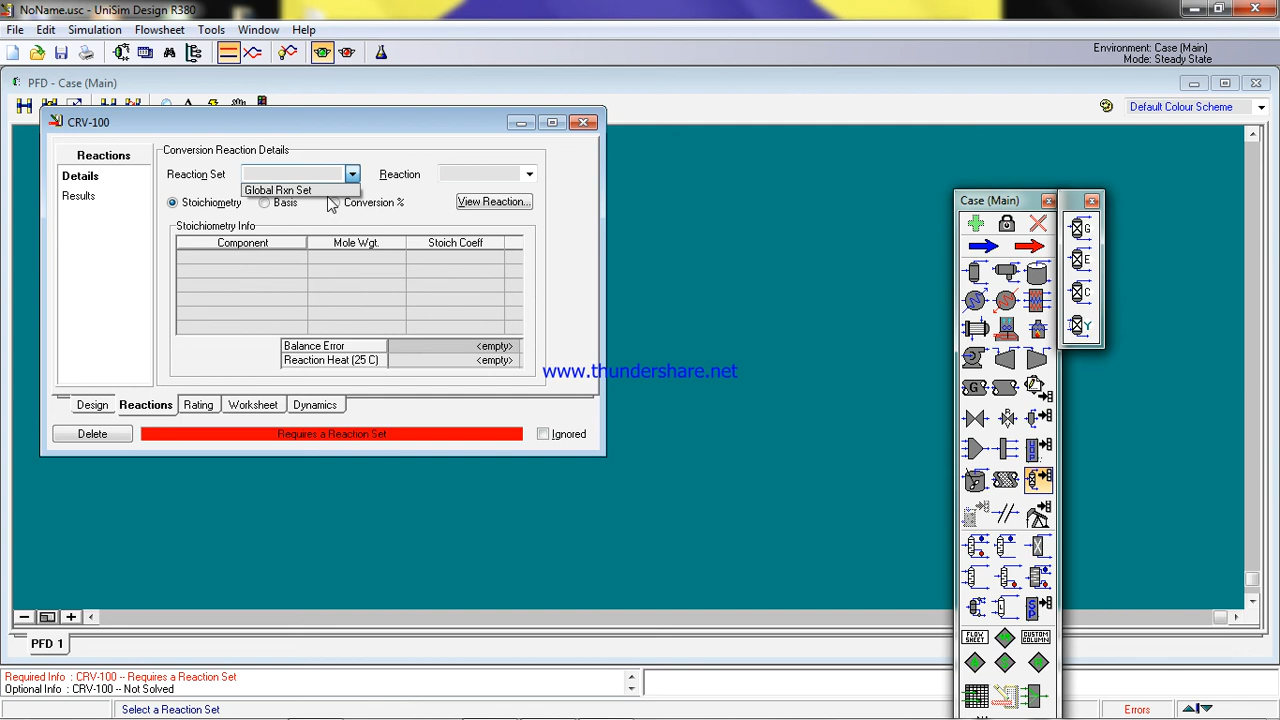 NoName.usc - UniSim Design R380
File Edit Simulation Flowsheet Tools Window Help
Environment: Case (Main)
Mode: Steady State
PFD - Case (Main)
Default Colour Scheme
CRV-100
Reactions
Details
Results
Conversion Reaction Details
Reaction Set
Reaction
Global Rxn Set
Stoichiometry
Basis
Conversion %
View Reaction...
Stoichiometry Info
Component Mole Wgt. Stoich Coeff
Balance Error <empty>
Reaction Heat (25 C) <empty>
Design Reactions Rating Worksheet Dynamics
Delete
Requires a Reaction Set
Ignored
www.thundershare.net
Case (Main)
G
E
C
Y
G
FLOW SHEET
CUSTOM COLUMN
PFD 1
Required Info : CRV-100 -- Requires a Reaction Set
Optional Info : CRV-100 -- Not Solved
Select a Reaction Set
Errors